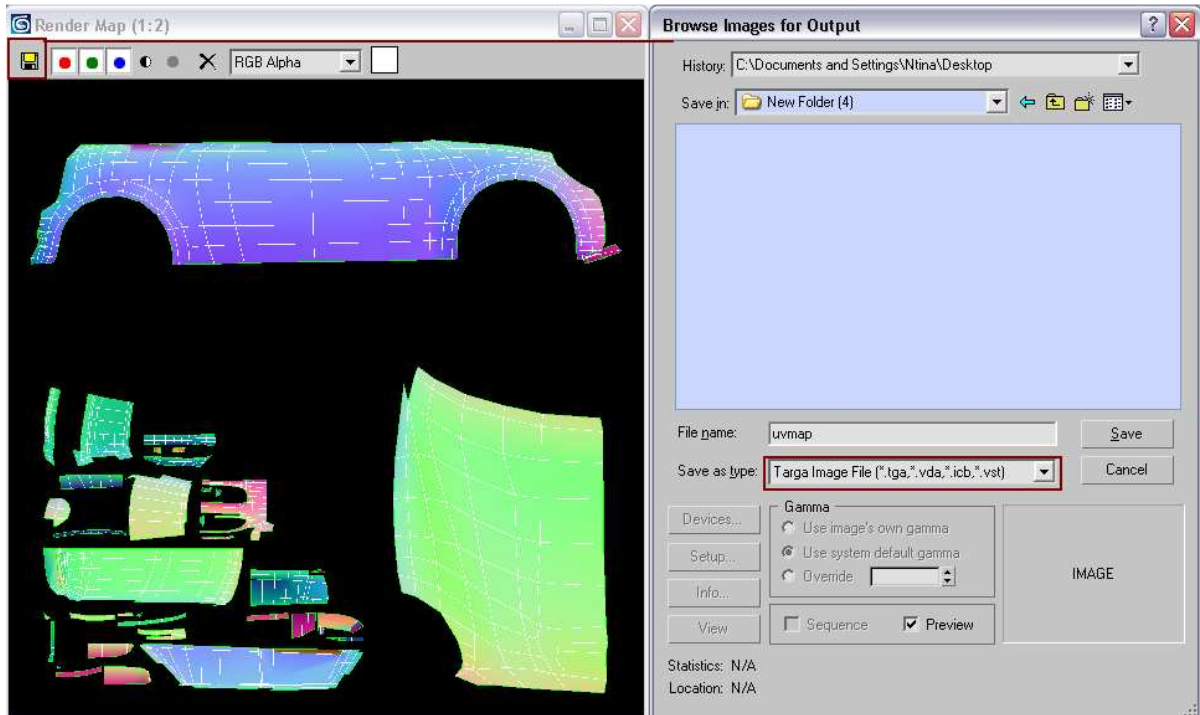 Render Map (1:2)
RGB Alpha
Browse Images for Output
History: C:\Documents and Settings\Ntina\Desktop
Save in: New Folder (4)
File name: uvmap
Save
Save as type: Targa Image File (*.tga,*.vda,*.icb,*.vst)
Cancel
Devices...
Setup...
Info...
View
Gamma
Use image's own gamma
Use system default gamma
Override
Sequence
Preview
IMAGE
Statistics: N/A
Location: N/A